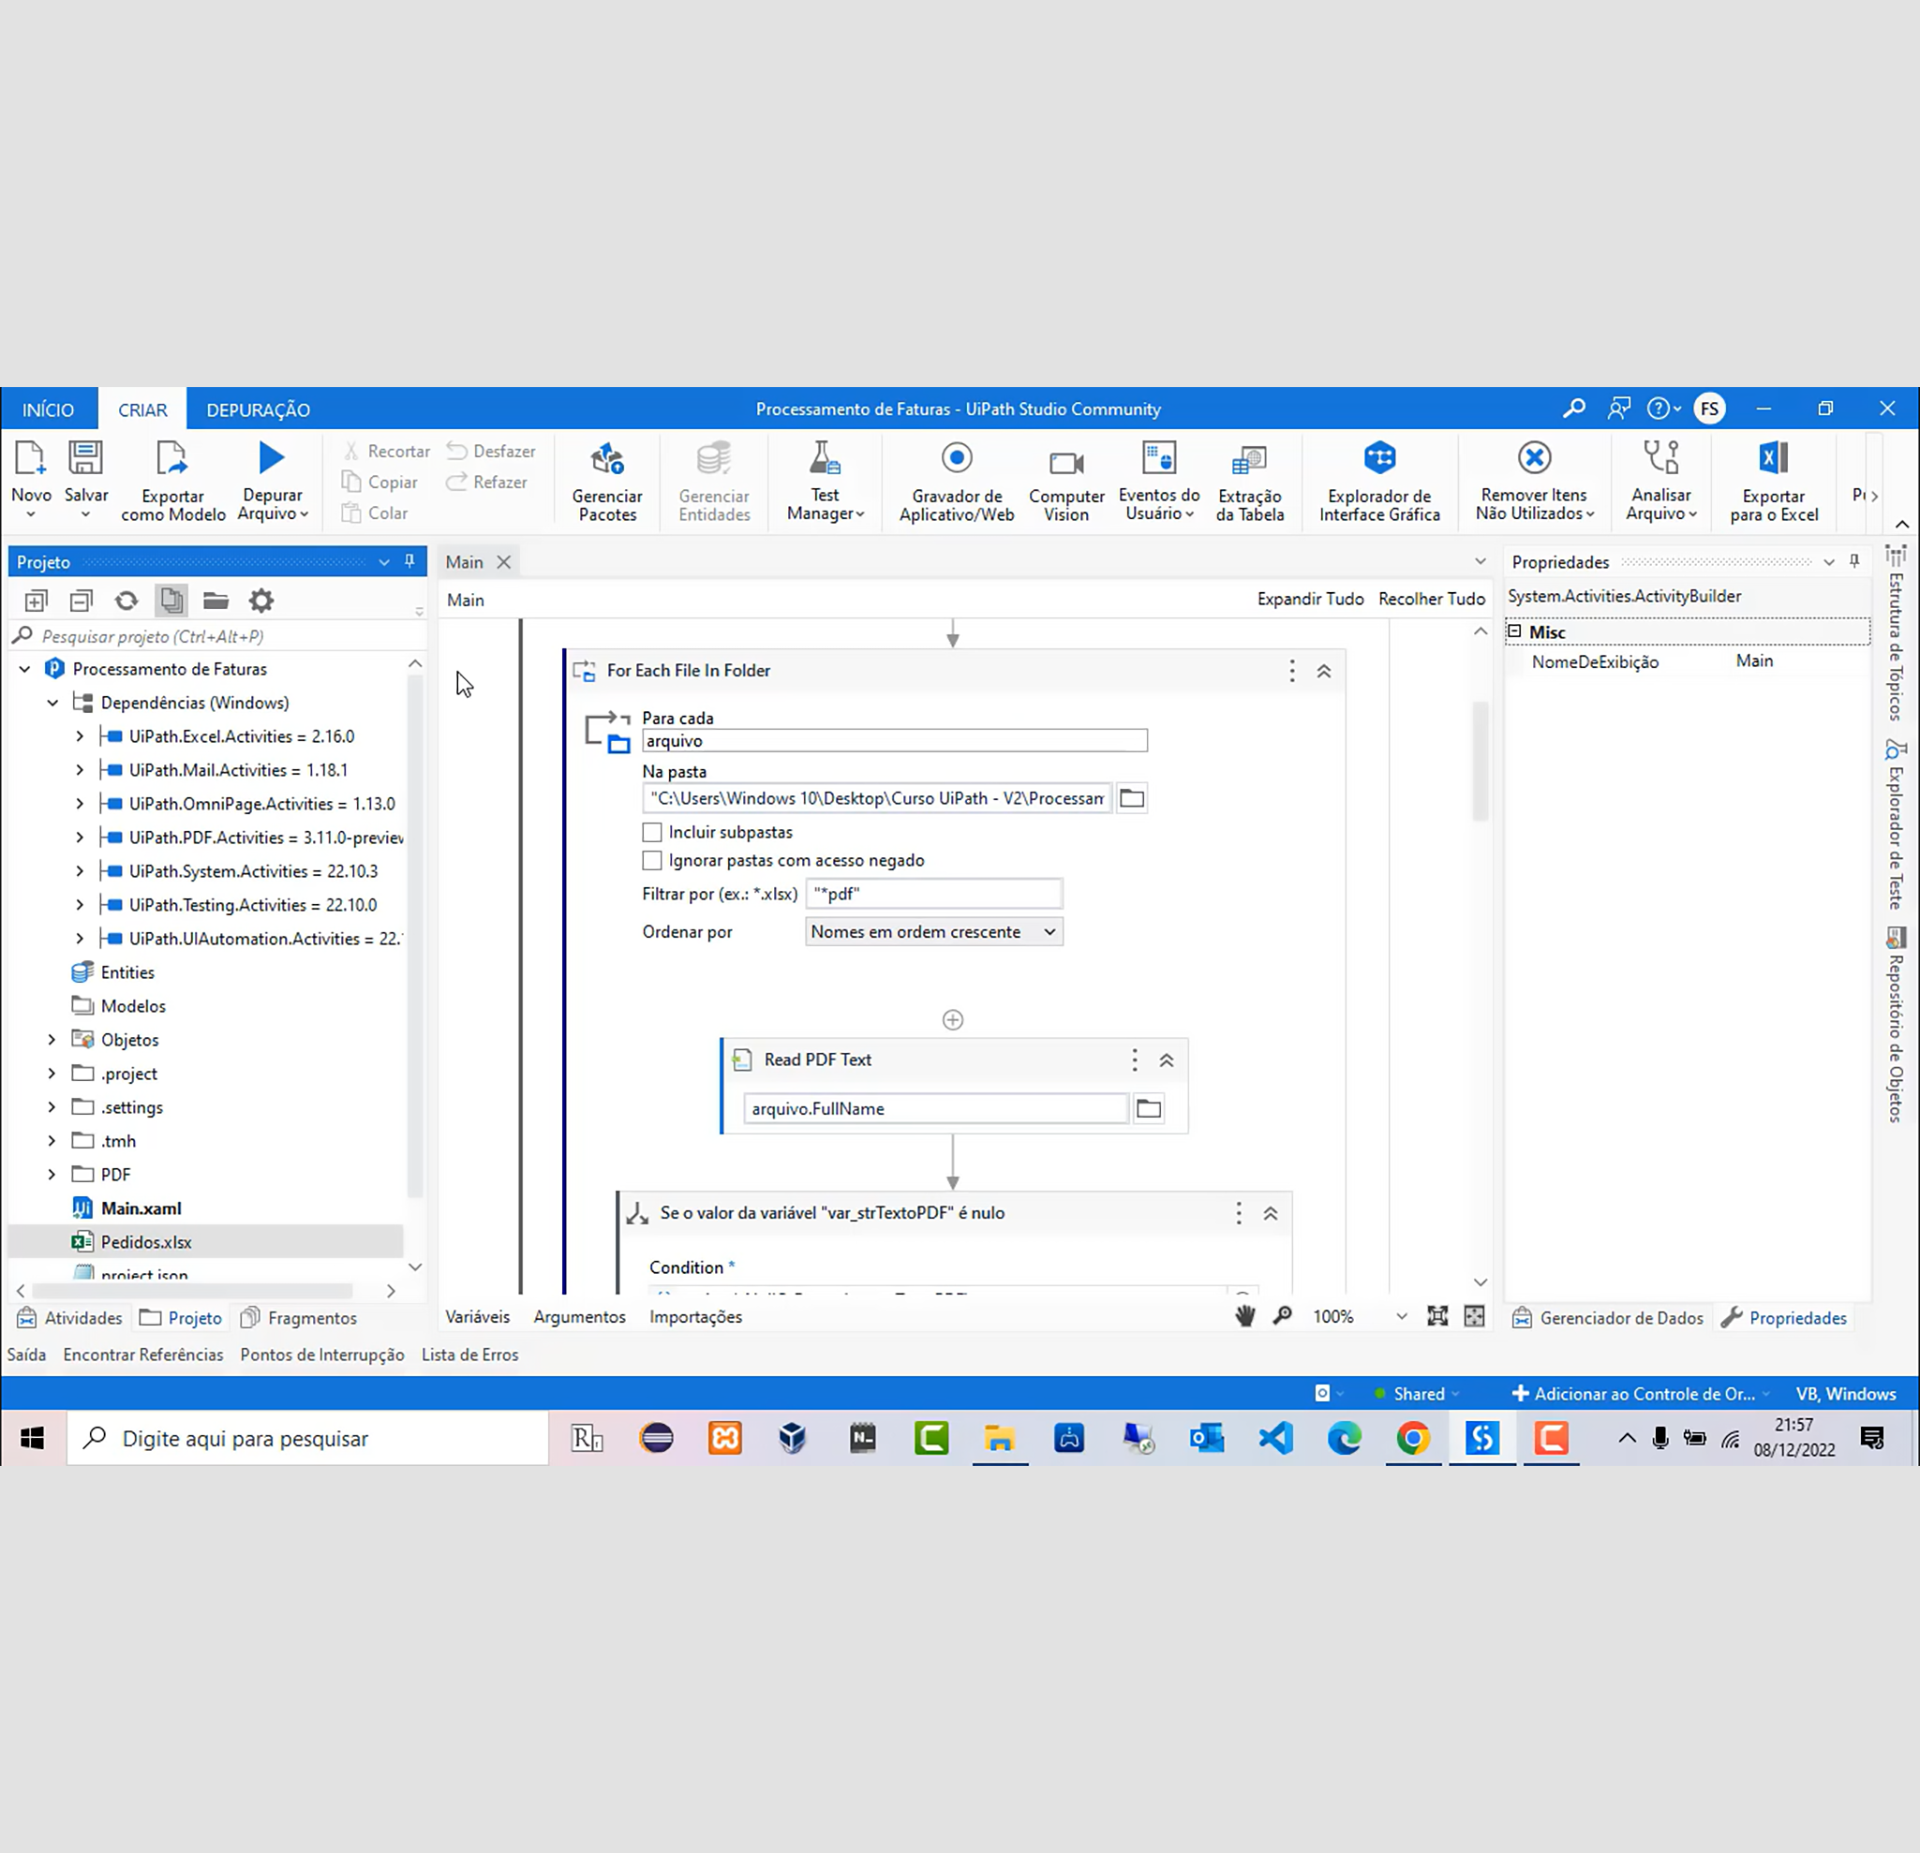 INÍCIO CRIAR DEPURAÇÃO Processamento de Faturas - UiPath Studio Community FS
Novo
Salvar
Exportar
como Modelo
Depurar
Arquivo
Recortar
Copiar
Colar
Desfazer
Refazer
Gerenciar
Pacotes
Gerenciar
Entidades
Test
Manager
Gravador de
Aplicativo/Web
Computer
Vision
Eventos do
Usuário
Extração
da Tabela
Explorador de
Interface Gráfica
Remover Itens
Não Utilizados
Analisar
Arquivo
Exportar
para o Excel
Projeto
Pesquisar projeto (Ctrl+Alt+P)
Processamento de Faturas
Dependências (Windows)
UiPath.Excel.Activities = 2.16.0
UiPath.Mail.Activities = 1.18.1
UiPath.OmniPage.Activities = 1.13.0
UiPath.PDF.Activities = 3.11.0-preview
UiPath.System.Activities = 22.10.3
UiPath.Testing.Activities = 22.10.0
UiPath.UIAutomation.Activities = 22.
Entities
Modelos
Objetos
.project
.settings
.tmh
PDF
Main.xaml
Pedidos.xlsx
project.json
Atividades Projeto Fragmentos
Main
Main Expandir Tudo Recolher Tudo
For Each File In Folder
Para cada
arquivo
Na pasta
"C:\Users\Windows 10\Desktop\Curso UiPath - V2\Processam
Incluir subpastas
Ignorar pastas com acesso negado
Filtrar por (ex.: *.xlsx) "*pdf"
Ordenar por Nomes em ordem crescente
Read PDF Text
arquivo.FullName
Se o valor da variável "var_strTextoPDF" é nulo
Condition *
Variáveis Argumentos Importações 100%
Propriedades
System.Activities.ActivityBuilder
Misc
NomeDeExibição Main
Gerenciador de Dados Propriedades
Estrutura de Tópicos
Explorador de Teste
Repositório de Objetos
Saída Encontrar Referências Pontos de Interrupção Lista de Erros
Shared Adicionar ao Controle de Or... VB, Windows
Digite aqui para pesquisar
21:57
08/12/2022